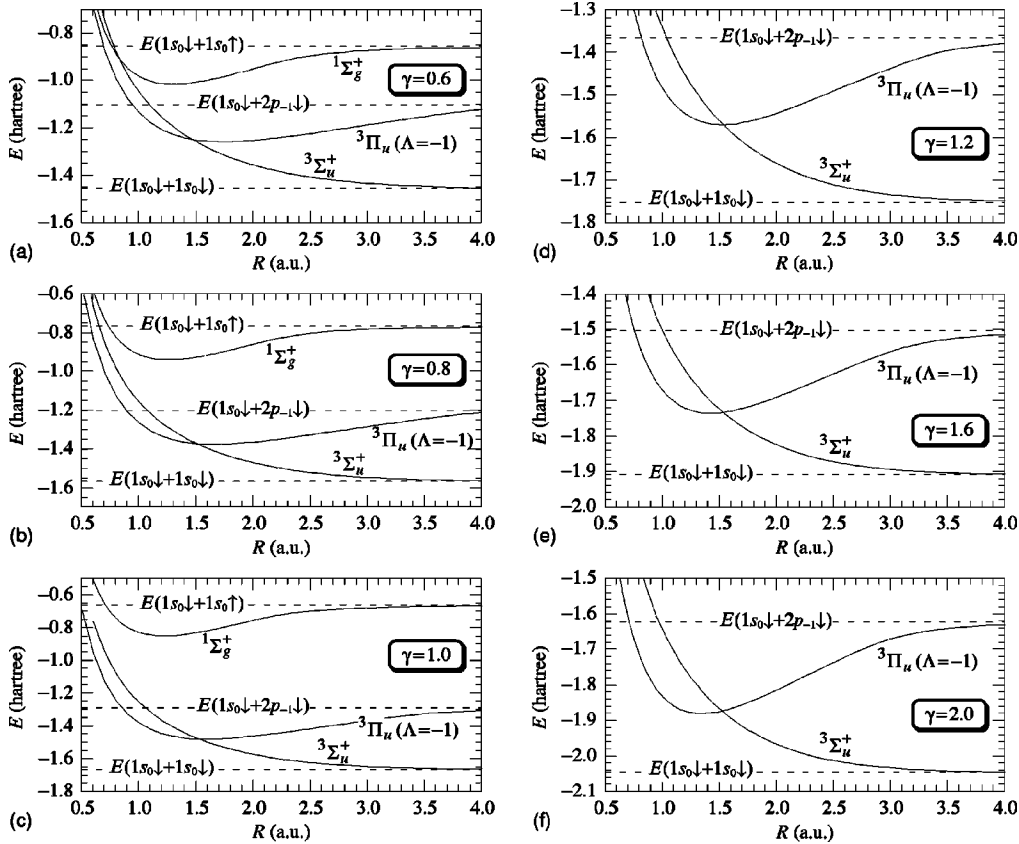 −0.8
−1.0
−1.2
−1.4
−1.6
E (hartree)
E(1s₀↓+1s₀↑)
¹Σg⁺
γ=0.6
E(1s₀↓+2p₋₁↓)
³Πu(Λ=−1)
³Σu⁺
E(1s₀↓+1s₀↓)
0.5 1.0 1.5 2.0 2.5 3.0 3.5 4.0
(a)
R (a.u.)
−0.6
−0.8
−1.0
−1.2
−1.4
−1.6
E (hartree)
E(1s₀↓+1s₀↑)
¹Σg⁺
γ=0.8
E(1s₀↓+2p₋₁↓)
³Πu(Λ=−1)
³Σu⁺
E(1s₀↓+1s₀↓)
0.5 1.0 1.5 2.0 2.5 3.0 3.5 4.0
(b)
R (a.u.)
−0.6
−0.8
−1.0
−1.2
−1.4
−1.6
−1.8
E (hartree)
E(1s₀↓+1s₀↑)
¹Σg⁺
γ=1.0
E(1s₀↓+2p₋₁↓)
³Πu(Λ=−1)
³Σu⁺
E(1s₀↓+1s₀↓)
0.5 1.0 1.5 2.0 2.5 3.0 3.5 4.0
(c)
R (a.u.)
−1.3
−1.4
−1.5
−1.6
−1.7
−1.8
E (hartree)
E(1s₀↓+2p₋₁↓)
³Πu(Λ=−1)
γ=1.2
³Σu⁺
E(1s₀↓+1s₀↓)
0.5 1.0 1.5 2.0 2.5 3.0 3.5 4.0
(d)
R (a.u.)
−1.4
−1.5
−1.6
−1.7
−1.8
−1.9
−2.0
E (hartree)
E(1s₀↓+2p₋₁↓)
³Πu(Λ=−1)
γ=1.6
³Σu⁺
E(1s₀↓+1s₀↓)
0.5 1.0 1.5 2.0 2.5 3.0 3.5 4.0
(e)
R (a.u.)
−1.5
−1.6
−1.7
−1.8
−1.9
−2.0
−2.1
E (hartree)
E(1s₀↓+2p₋₁↓)
³Πu(Λ=−1)
γ=2.0
³Σu⁺
E(1s₀↓+1s₀↓)
0.5 1.0 1.5 2.0 2.5 3.0 3.5 4.0
(f)
R (a.u.)